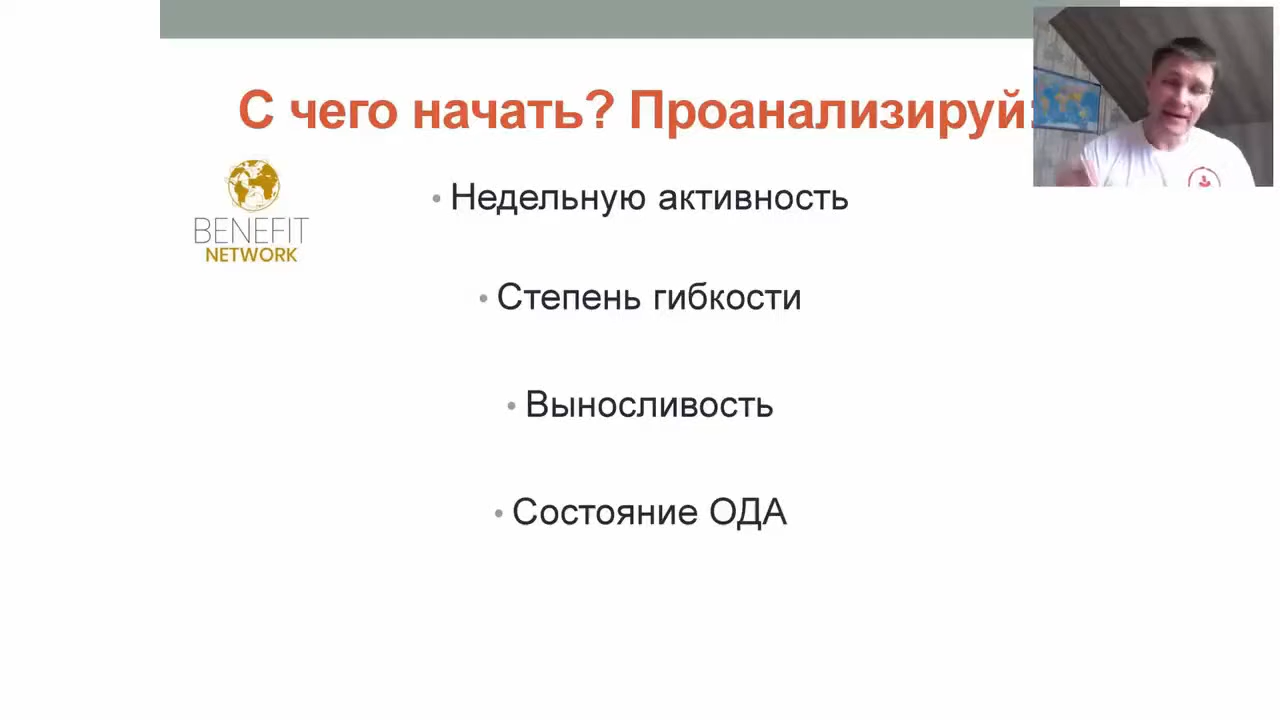 С чего начать? Проанализируй:
BENEFIT
NETWORK
• Недельную активность
• Степень гибкости
• Выносливость
• Состояние ОДА